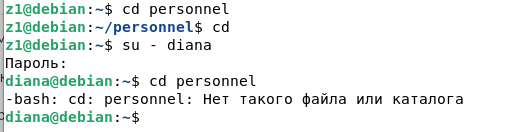 z1@debian:~$ cd personnel
z1@debian:~/personnel$ cd
z1@debian:~$ su - diana
Пароль:
diana@debian:~$ cd personnel
-bash: cd: personnel: Нет такого файла или каталога
diana@debian:~$